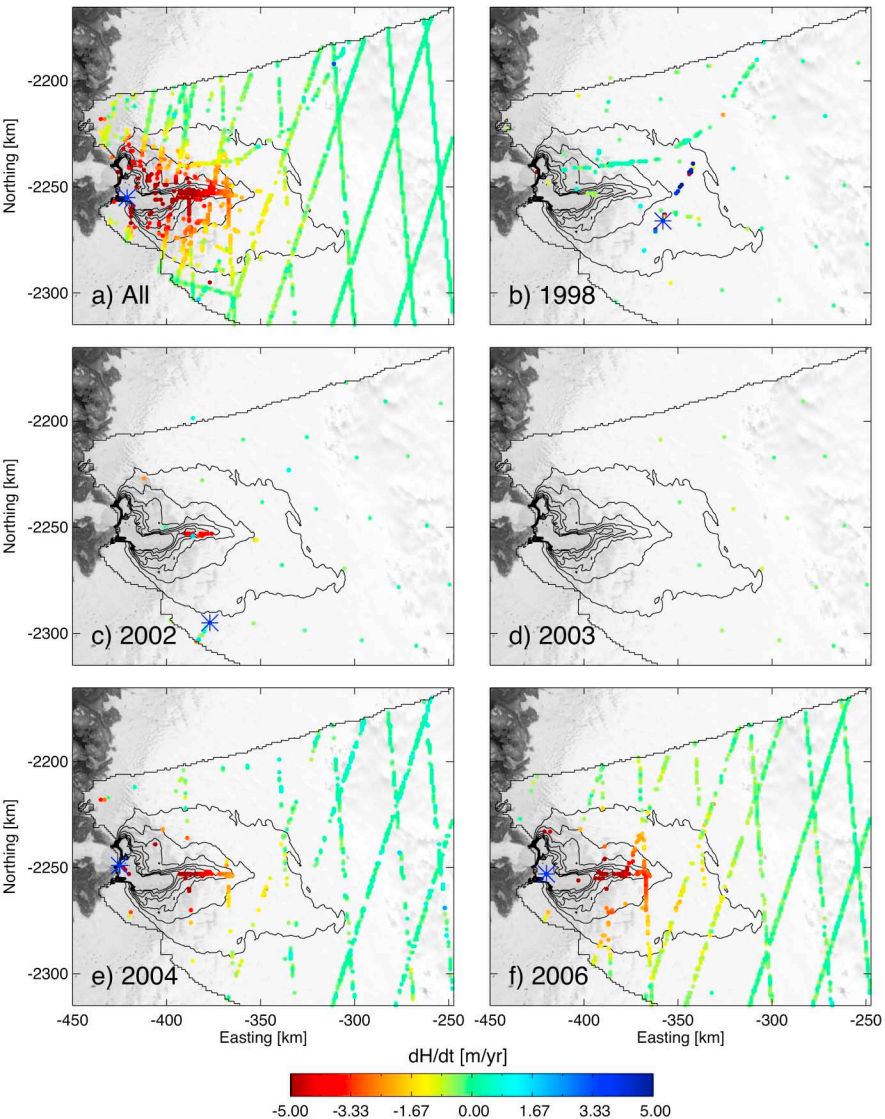 -2200
-2250
-2300
Northing [km]
a) All
b) 1998
-2200
-2250
-2300
Northing [km]
c) 2002
d) 2003
-2200
-2250
-2300
Northing [km]
e) 2004
f) 2006
-450 -400 -350 -300 -250
-450 -400 -350 -300 -250
Easting [km]
Easting [km]
dH/dt [m/yr]
-5.00 -3.33 -1.67 0.00 1.67 3.33 5.00